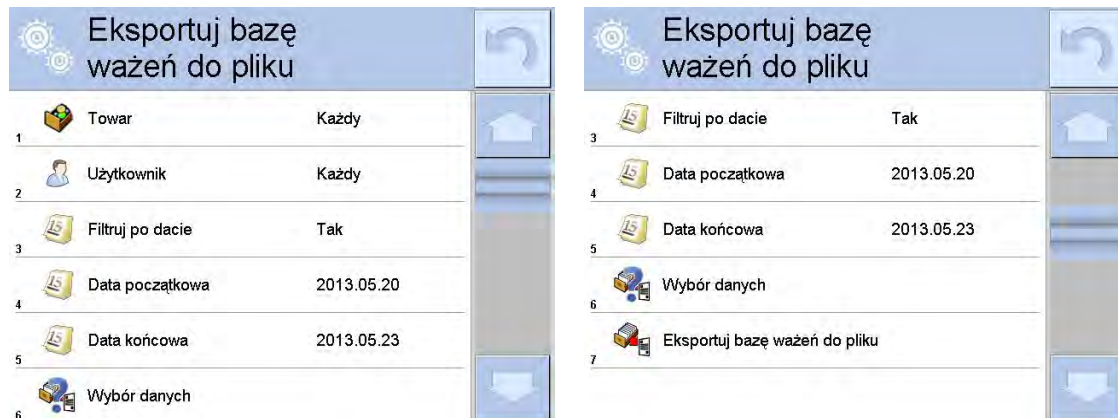 Eksportuj bazę
ważeń do pliku
1 Towar Każdy
2 Użytkownik Każdy
3 Filtruj po dacie Tak
4 Data początkowa 2013.05.20
5 Data końcowa 2013.05.23
6 Wybór danych
Eksportuj bazę
ważeń do pliku
3 Filtruj po dacie Tak
4 Data początkowa 2013.05.20
5 Data końcowa 2013.05.23
6 Wybór danych
7 Eksportuj bazę ważeń do pliku